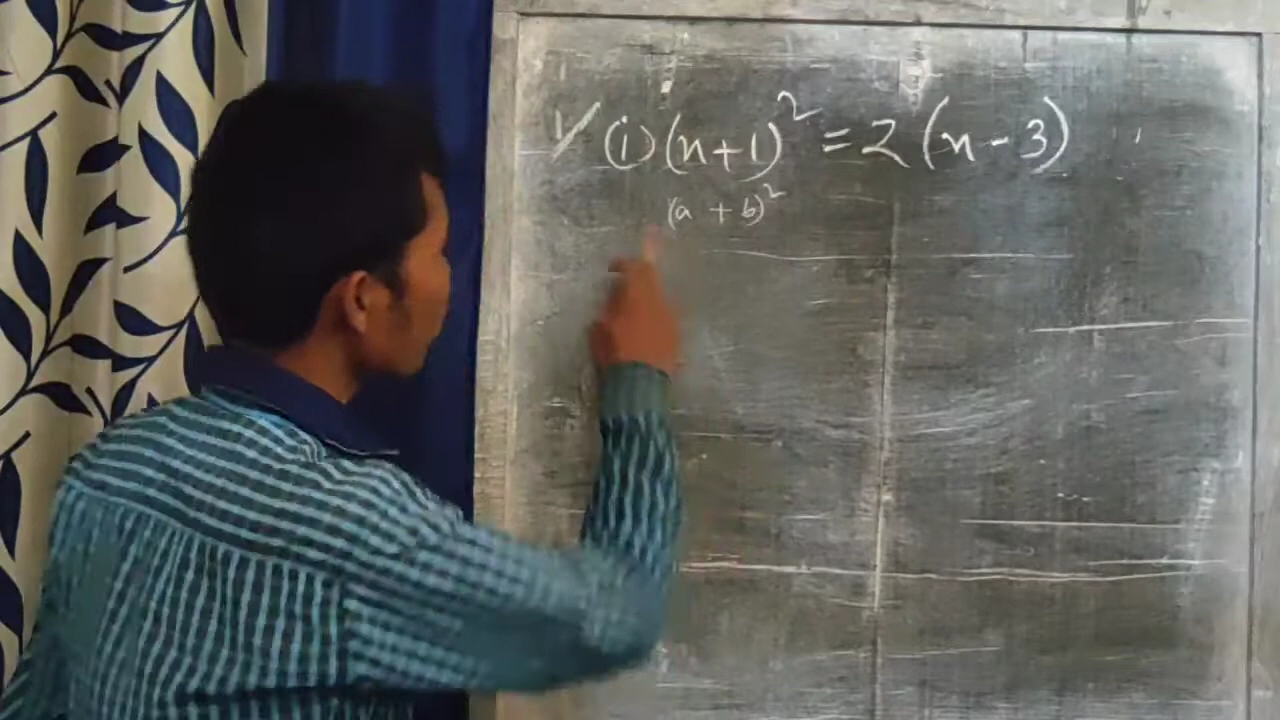 1/ (i) (n+1)² = 2(n-3)
(a + b)²